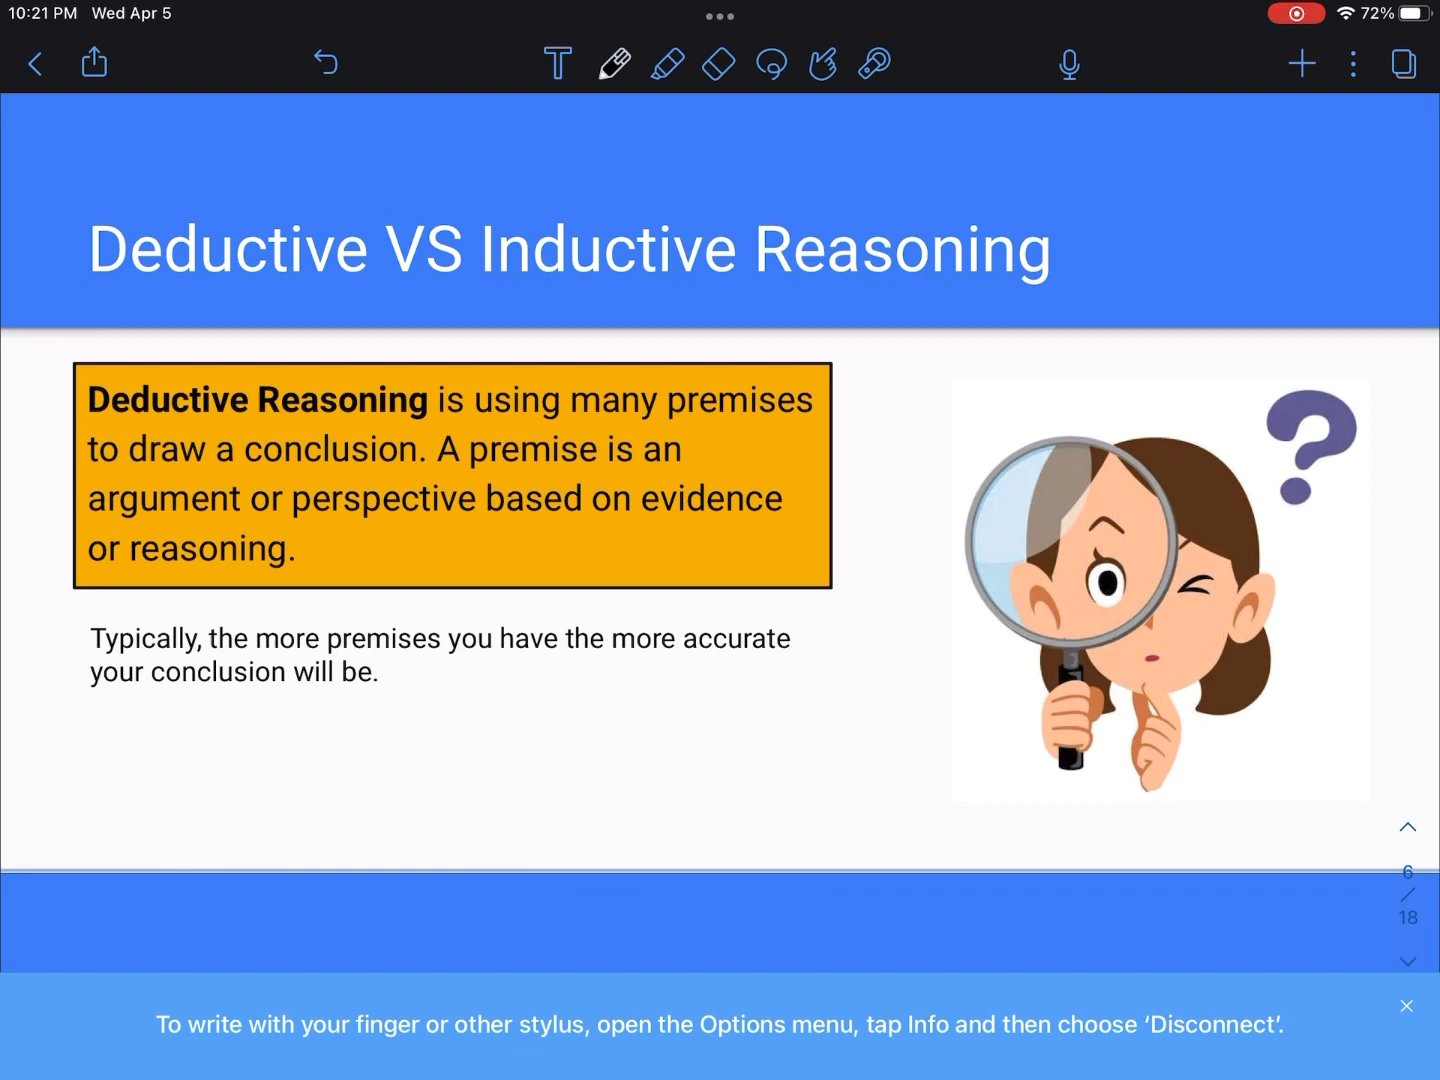 10:21 PM Wed Apr 5
72%
Deductive VS Inductive Reasoning
Deductive Reasoning is using many premises
to draw a conclusion. A premise is an
argument or perspective based on evidence
or reasoning.
Typically, the more premises you have the more accurate
your conclusion will be.
?
6
/
18
To write with your finger or other stylus, open the Options menu, tap Info and then choose ‘Disconnect’.